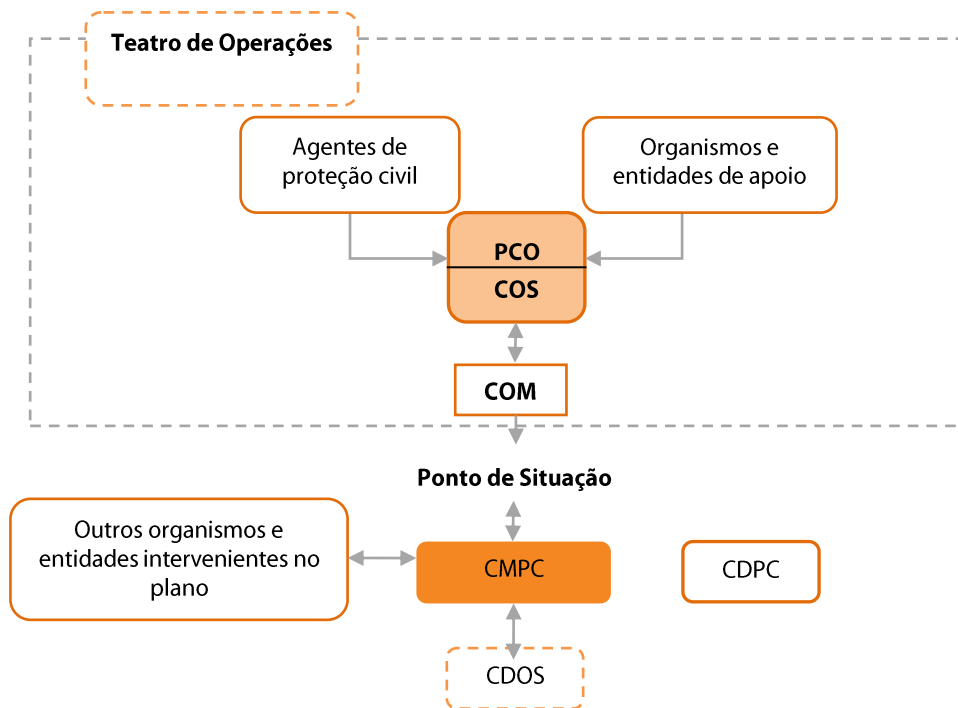 Teatro de Operações
Agentes de
proteção civil
Organismos e
entidades de apoio
PCO
COS
COM
Ponto de Situação
Outros organismos e
entidades intervenientes no
plano
CMPC
CDPC
CDOS